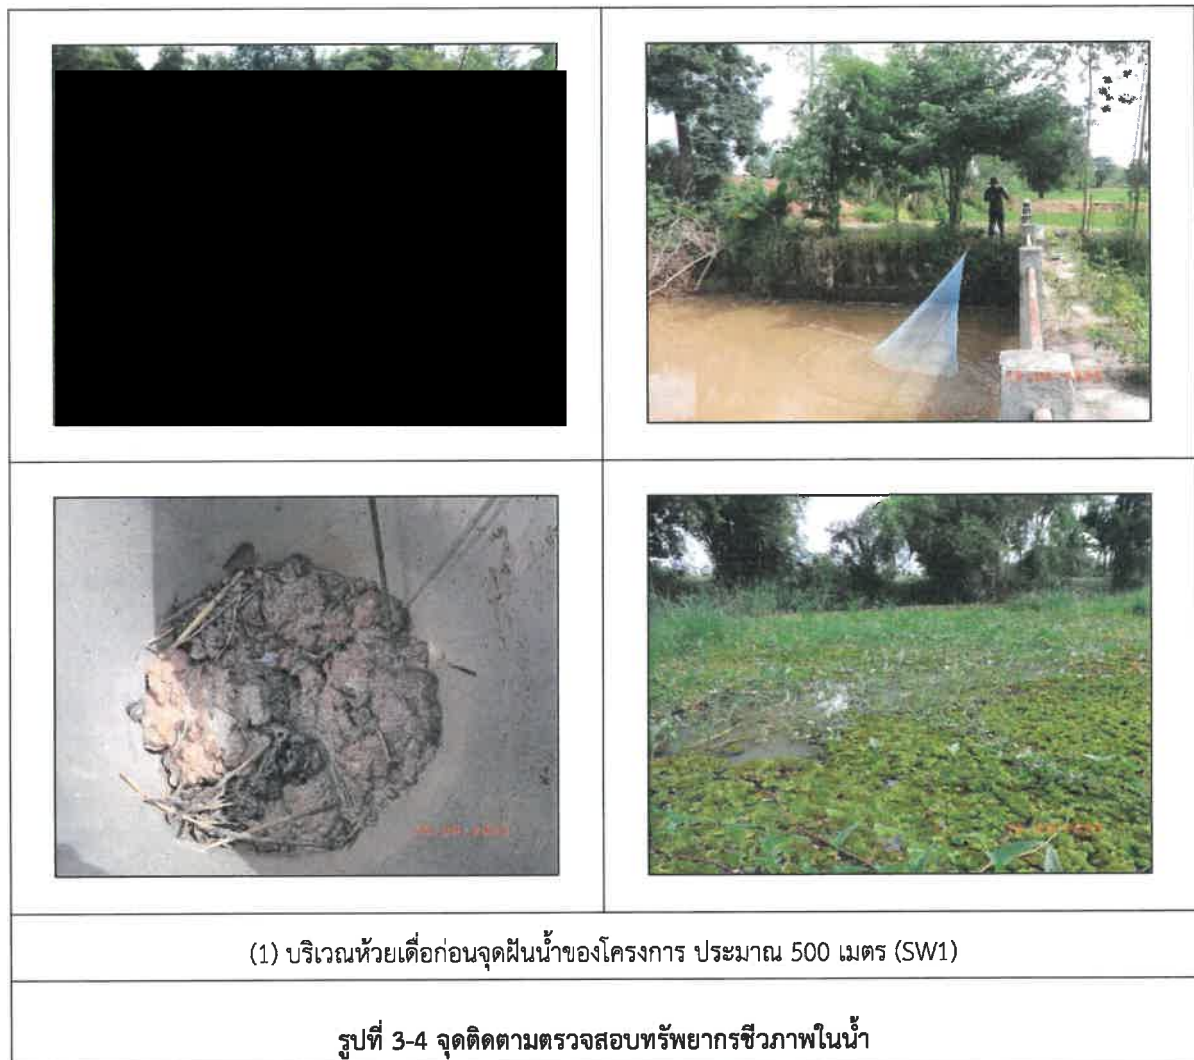 (1) บริเวณห้วยเดื่อก่อนจุดฝันน้ำของโครงการ ประมาณ 500 เมตร (SW1)
รูปที่ 3-4 จุดติดตามตรวจสอบทรัพยากรชีวภาพในน้ำ